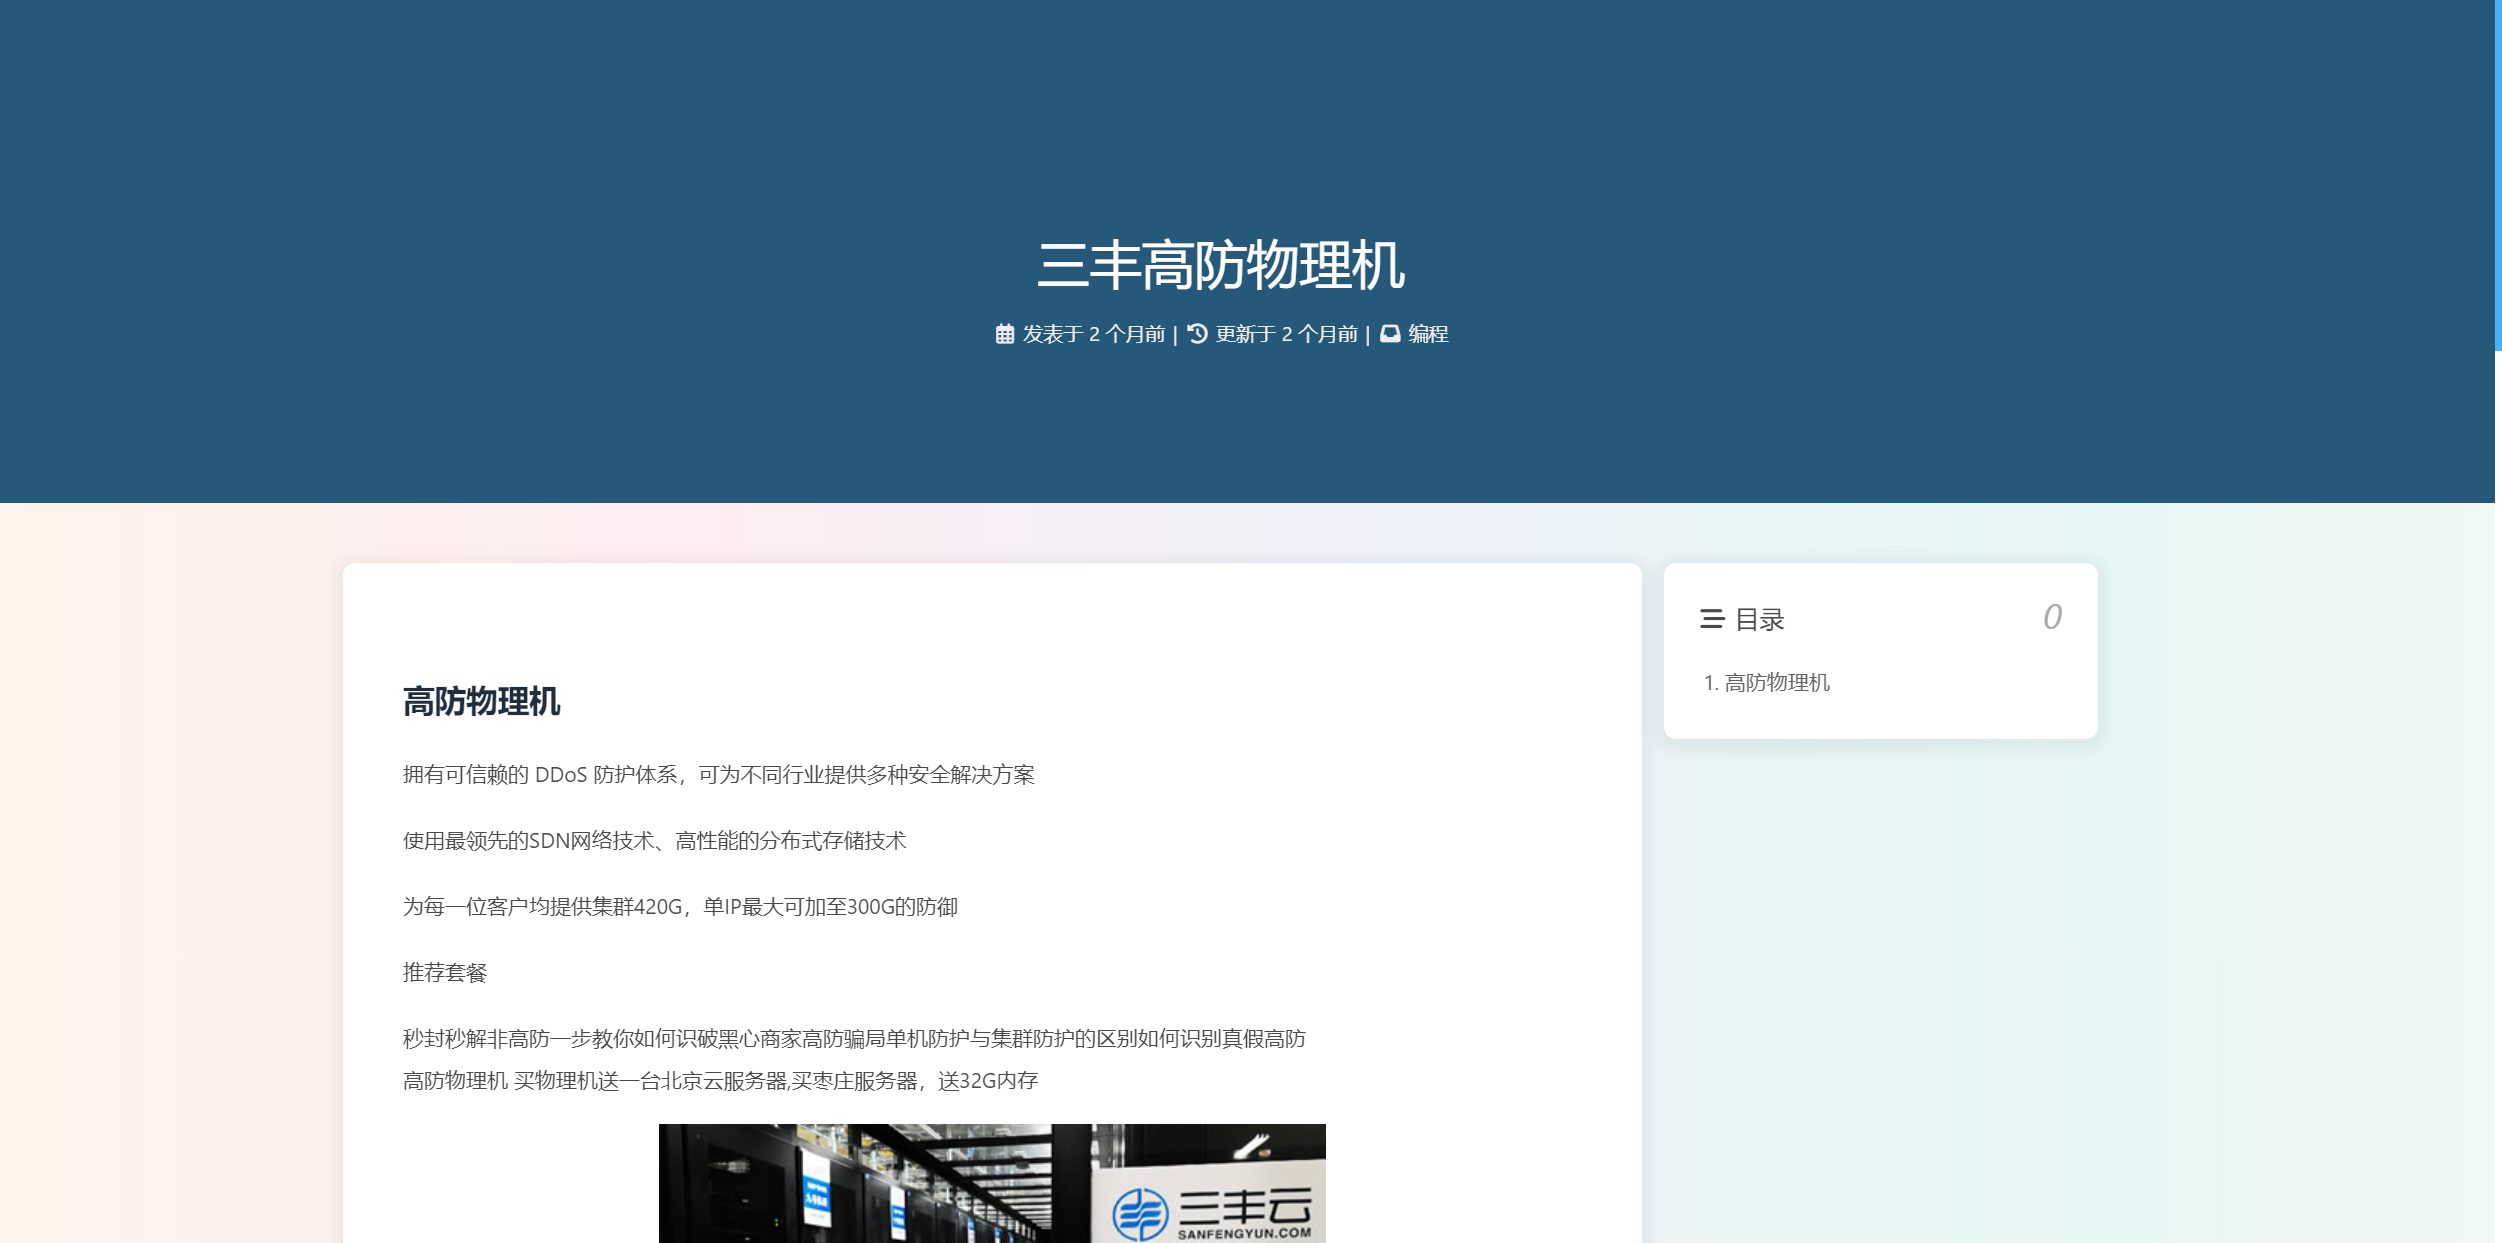 三丰高防物理机
发表于 2 个月前 | 更新于 2 个月前 | 编程
高防物理机
拥有可信赖的 DDoS 防护体系，可为不同行业提供多种安全解决方案
使用最领先的SDN网络技术、高性能的分布式存储技术
为每一位客户均提供集群420G，单IP最大可加至300G的防御
推荐套餐
秒封秒解非高防一步教你如何识破黑心商家高防骗局单机防护与集群防护的区别如何识别真假高防
高防物理机 买物理机送一台北京云服务器,买枣庄服务器，送32G内存
三丰云
SANFENGYUN.COM
目录 0
1. 高防物理机